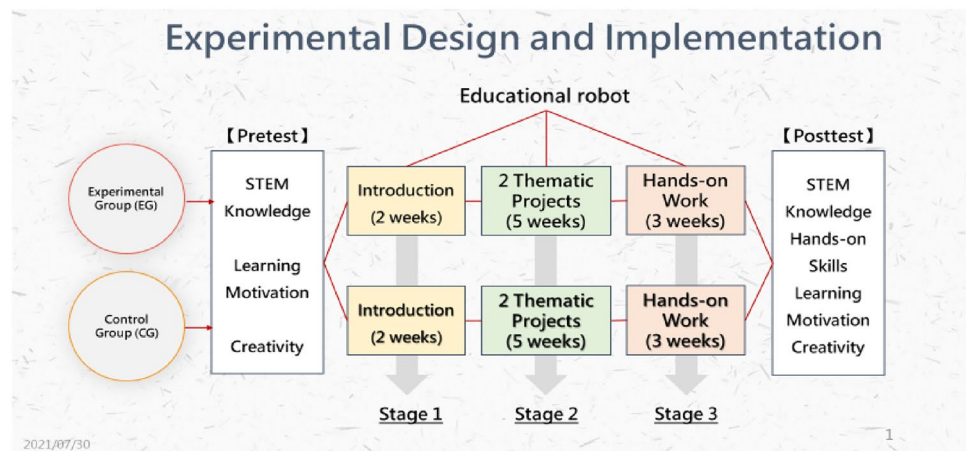 Experimental Design and Implementation
Educational robot
【Pretest】
【Posttest】
Experimental
Group (EG)
Control
Group (CG)
STEM
Knowledge
Learning
Motivation
Creativity
Introduction
(2 weeks)
2 Thematic
Projects
(5 weeks)
Hands-on
Work
(3 weeks)
Introduction
(2 weeks)
2 Thematic
Projects
(5 weeks)
Hands-on
Work
(3 weeks)
STEM
Knowledge
Hands-on
Skills
Learning
Motivation
Creativity
Stage 1
Stage 2
Stage 3
2021/07/30
1